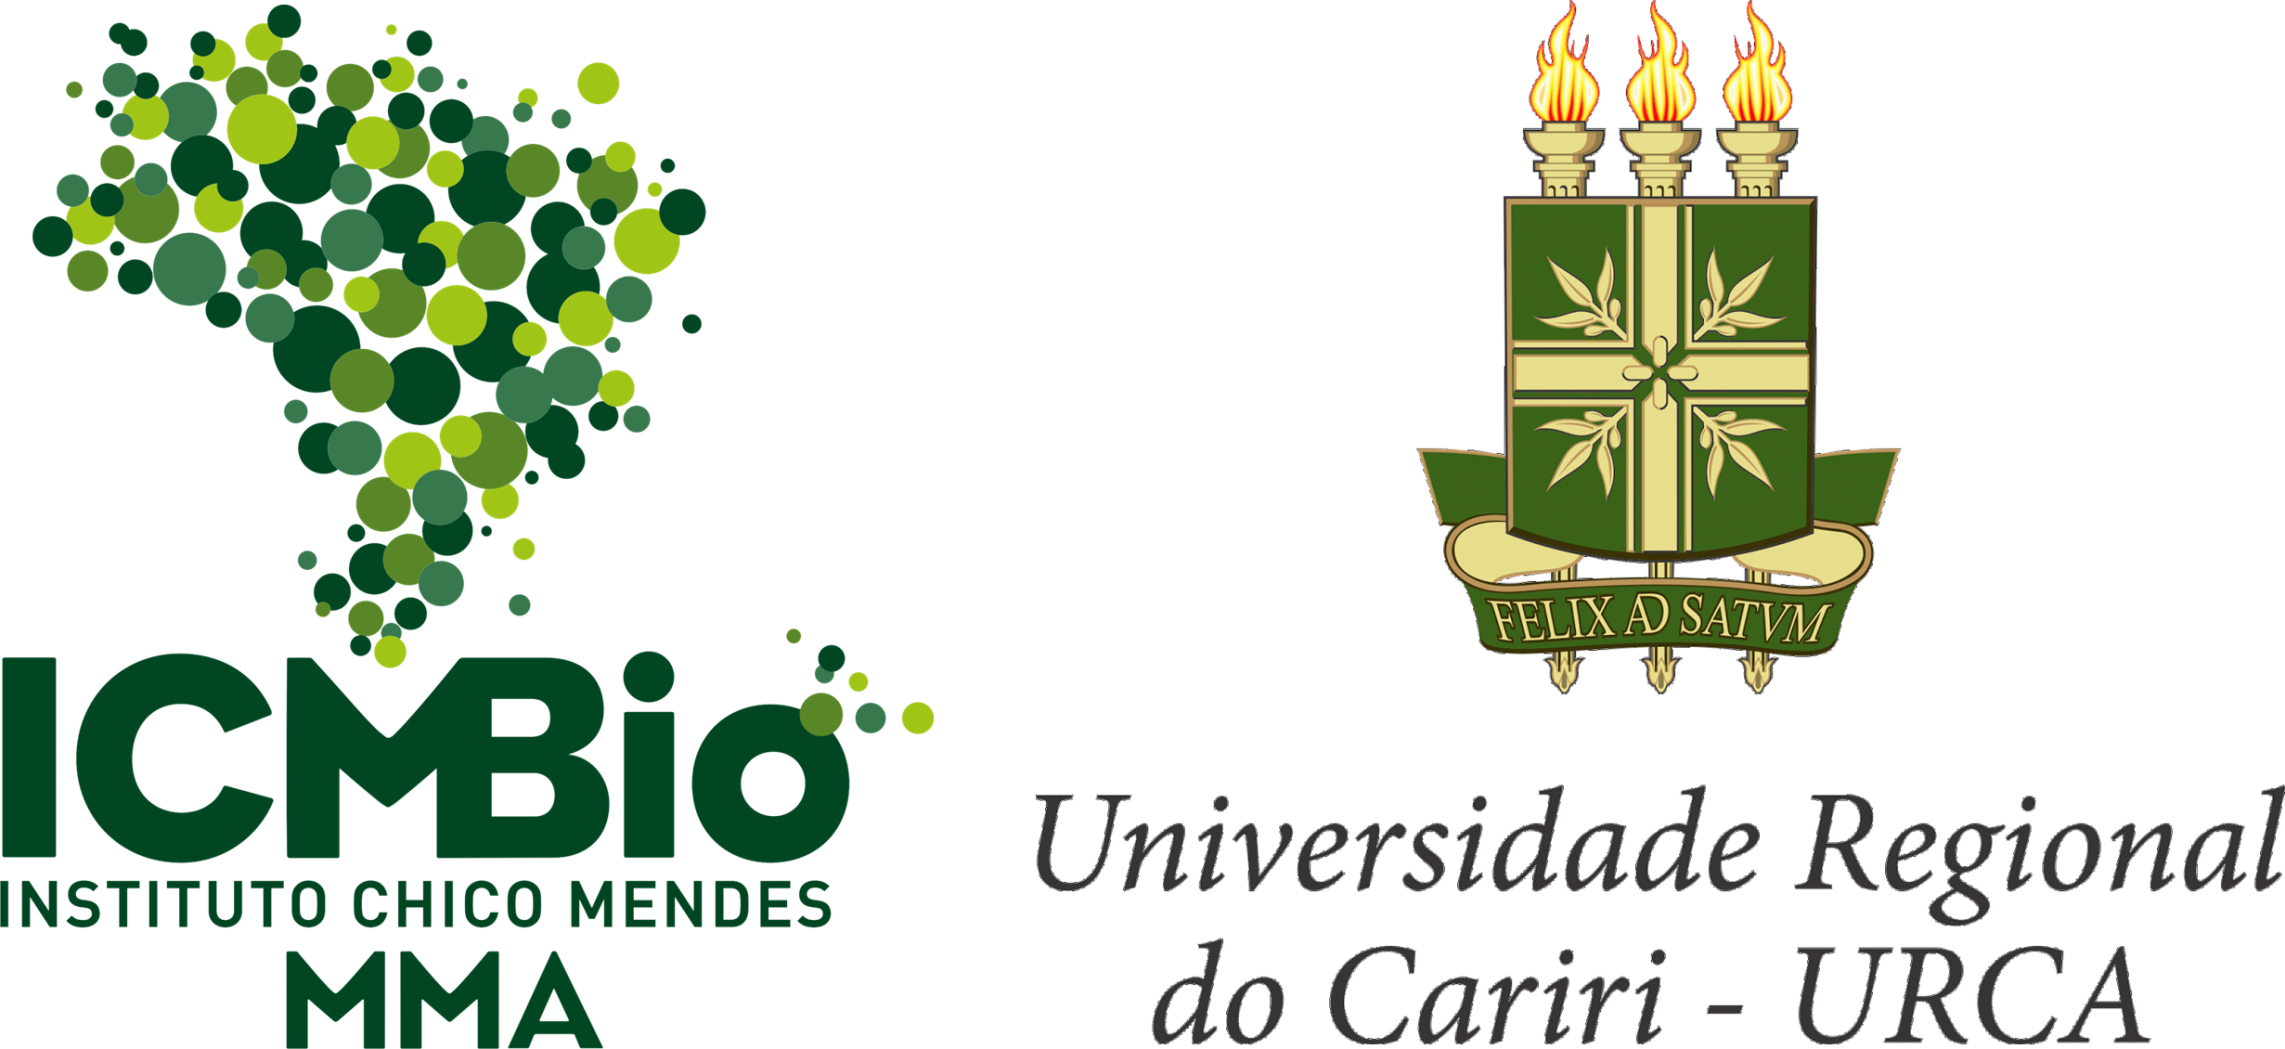 ICMBio
INSTITUTO CHICO MENDES
MMA
FELIX AD SATVM
Universidade Regional
do Cariri - URCA